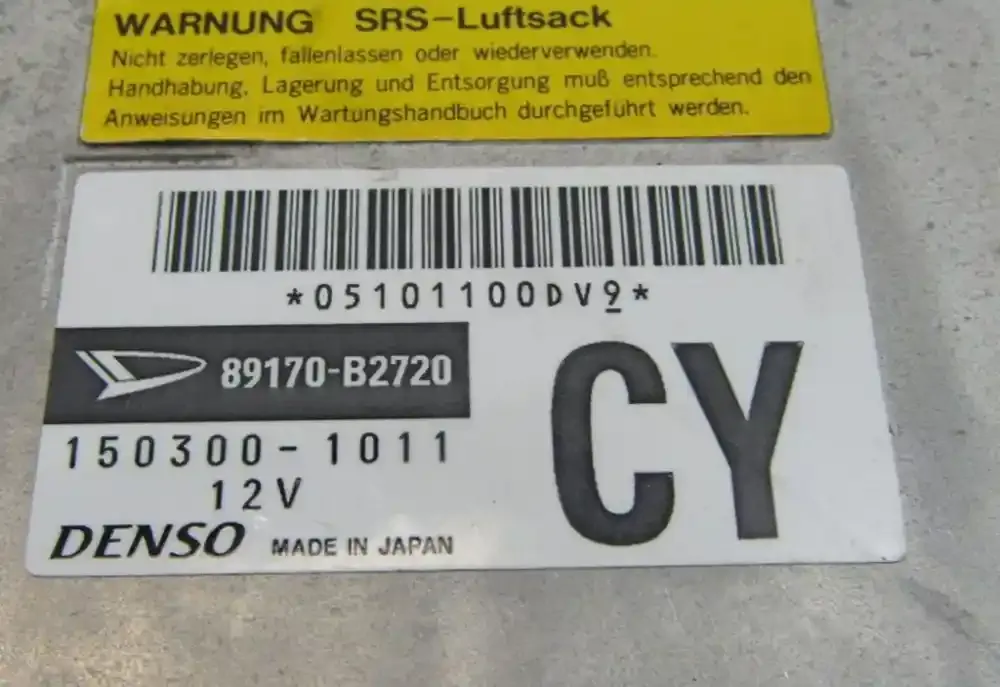 WARNUNG SRS-Luftsack
Nicht zerlegen, fallenlassen oder wiederverwenden.
Handhabung, Lagerung und Entsorgung muß entsprechend den
Anweisungen im Wartungshandbuch durchgeführt werden.
*05101100DV9*
89170-B2720
150300-1011
12V
DENSO MADE IN JAPAN
CY